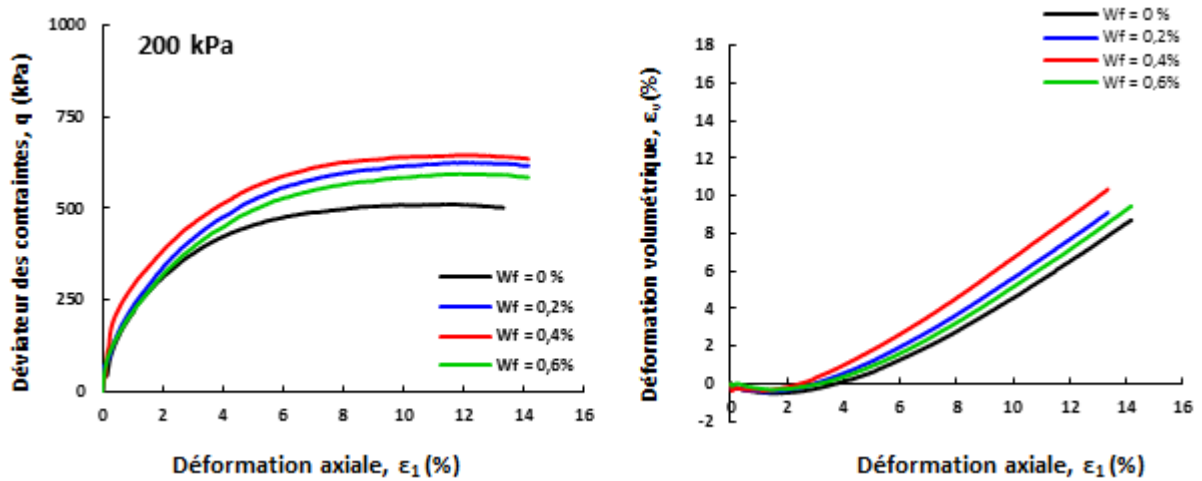 Déviateur des contraintes, q (kPa)
1000
750
500
250
0
200 kPa
Wf = 0 %
Wf = 0,2%
Wf = 0,4%
Wf = 0,6%
0 2 4 6 8 10 12 14 16
Déformation axiale, ε1 (%)
Déformation volumétrique, ευ(%)
Wf = 0 %
Wf = 0,2%
Wf = 0,4%
Wf = 0,6%
18
16
14
12
10
8
6
4
2
0
-2
0 2 4 6 8 10 12 14 16
Déformation axiale, ε1 (%)